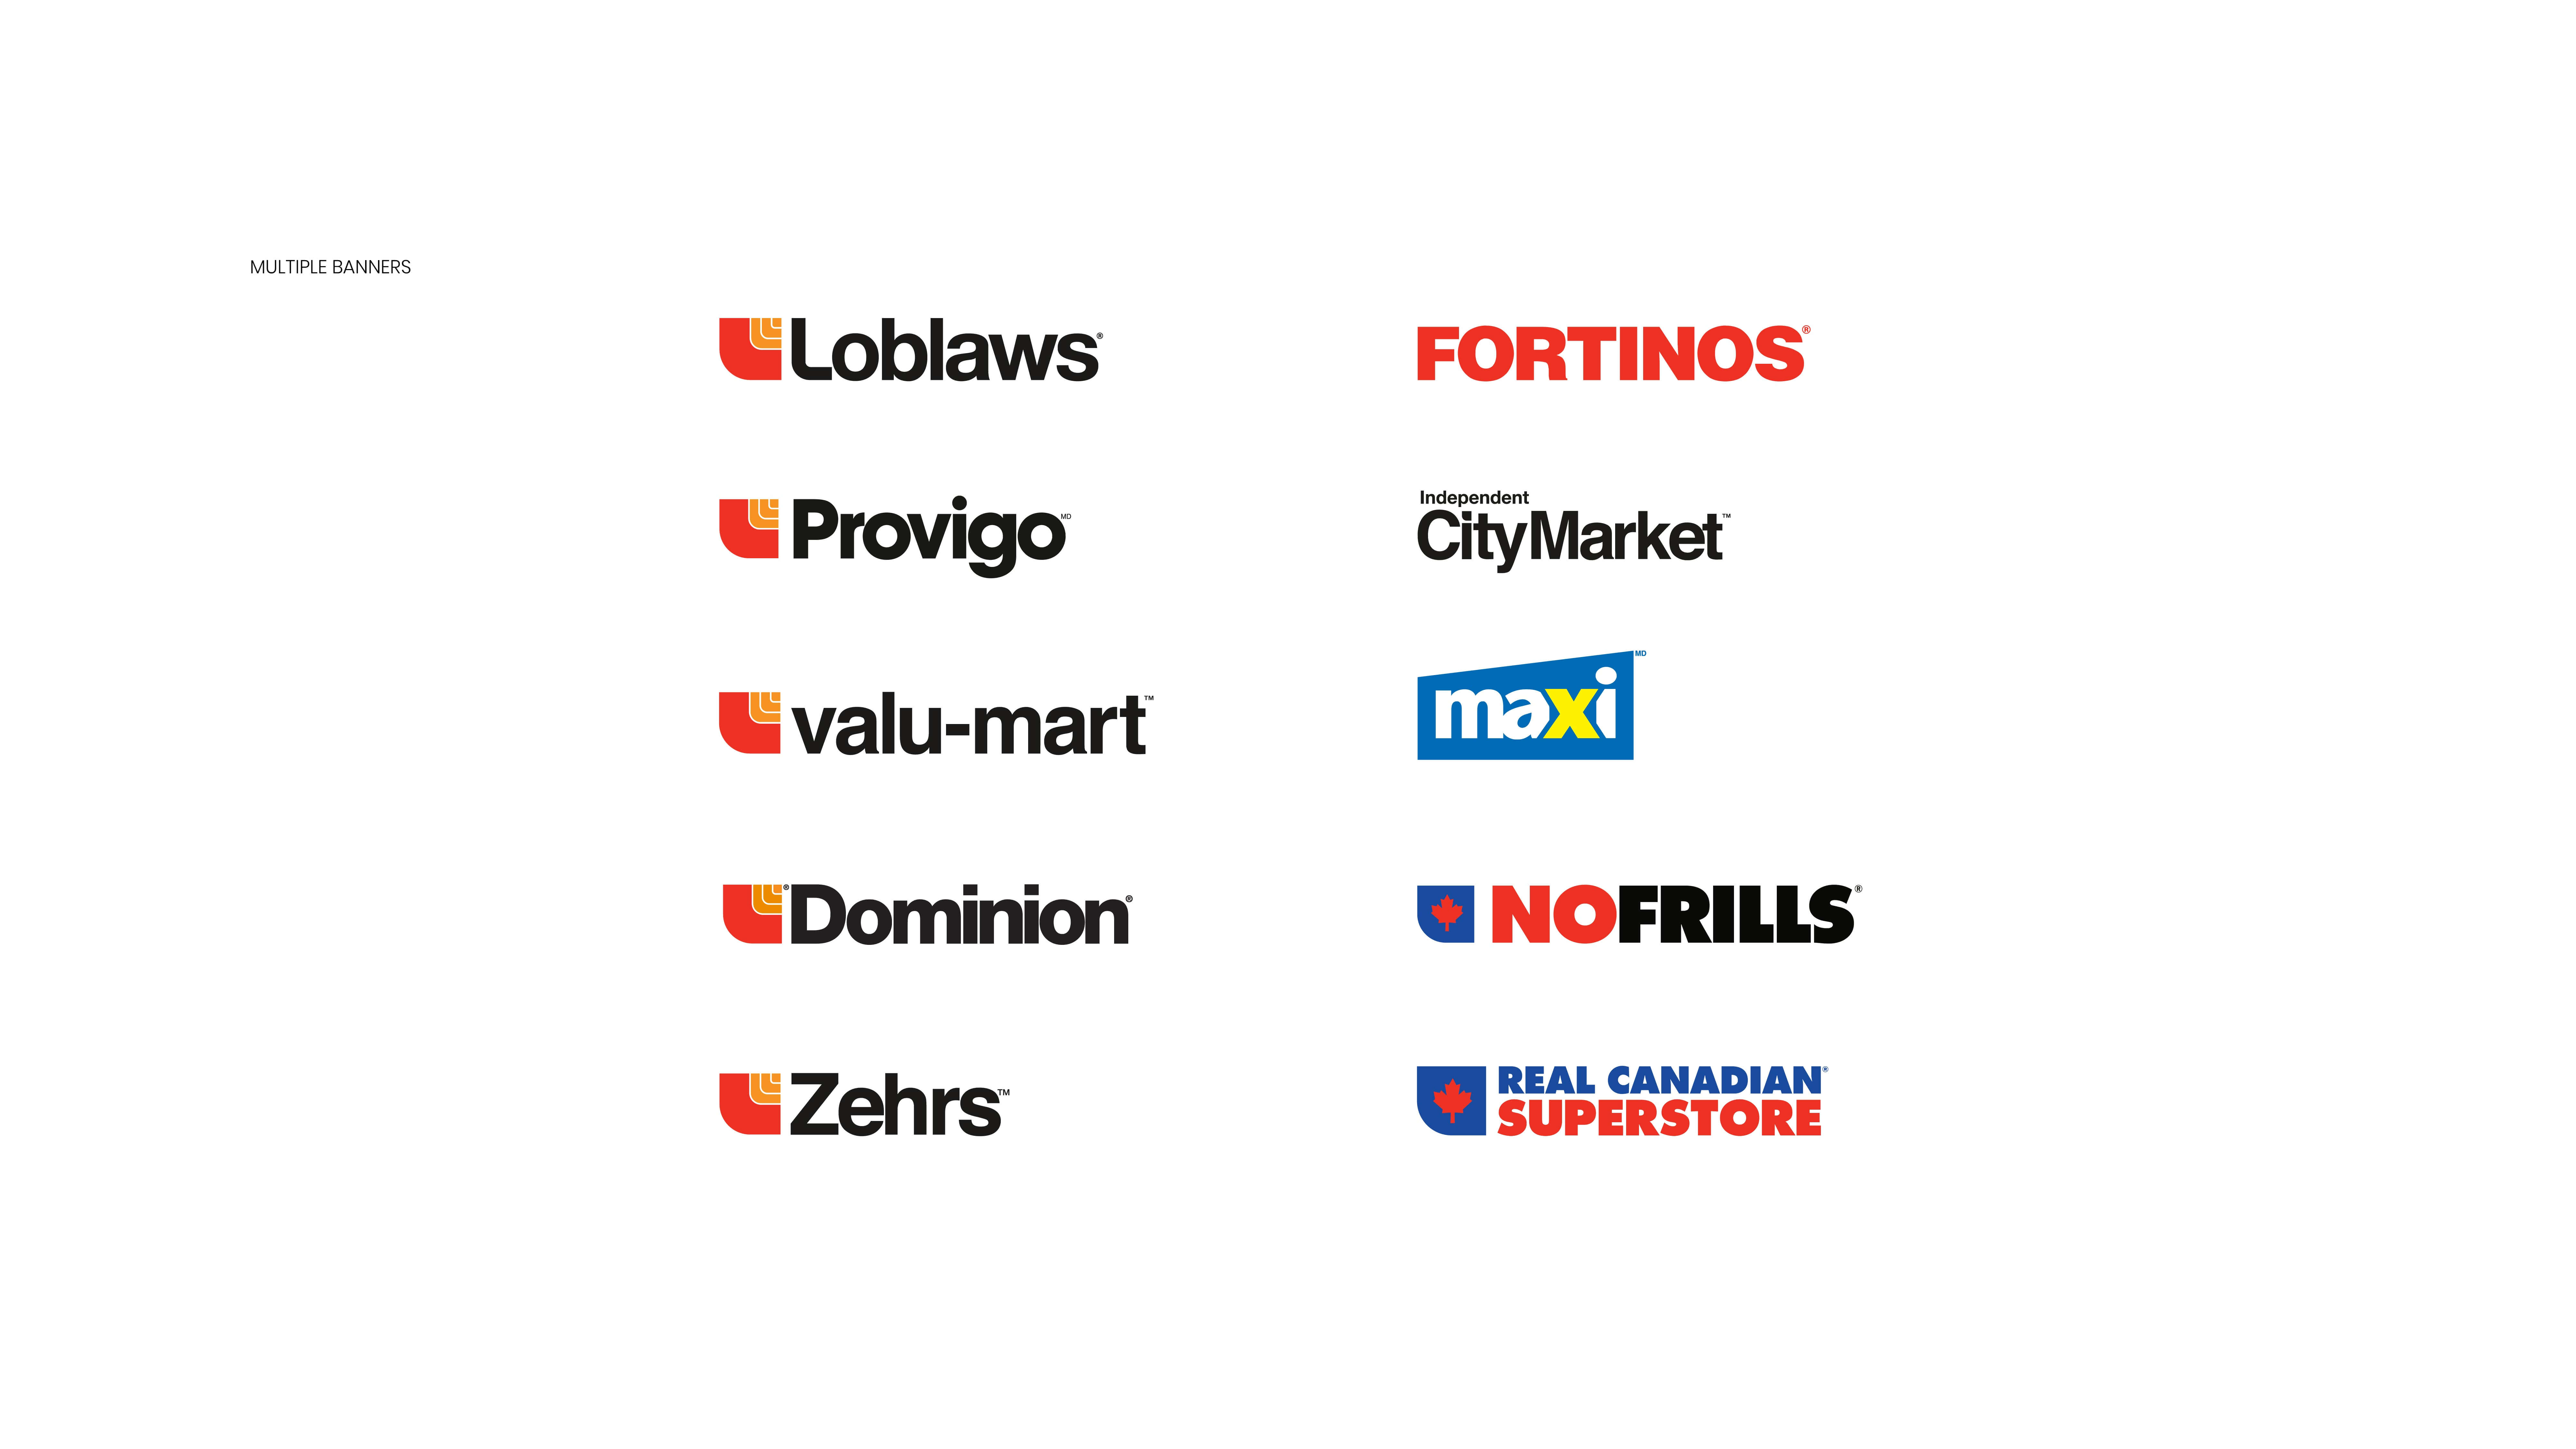 MULTIPLE BANNERS
Loblaws®
Provigo MD
valu-mart™
®Dominion®
Zehrs™
FORTINOS®
Independent
CityMarket™
maxi MD
NOFRILLS®
REAL CANADIAN®
SUPERSTORE